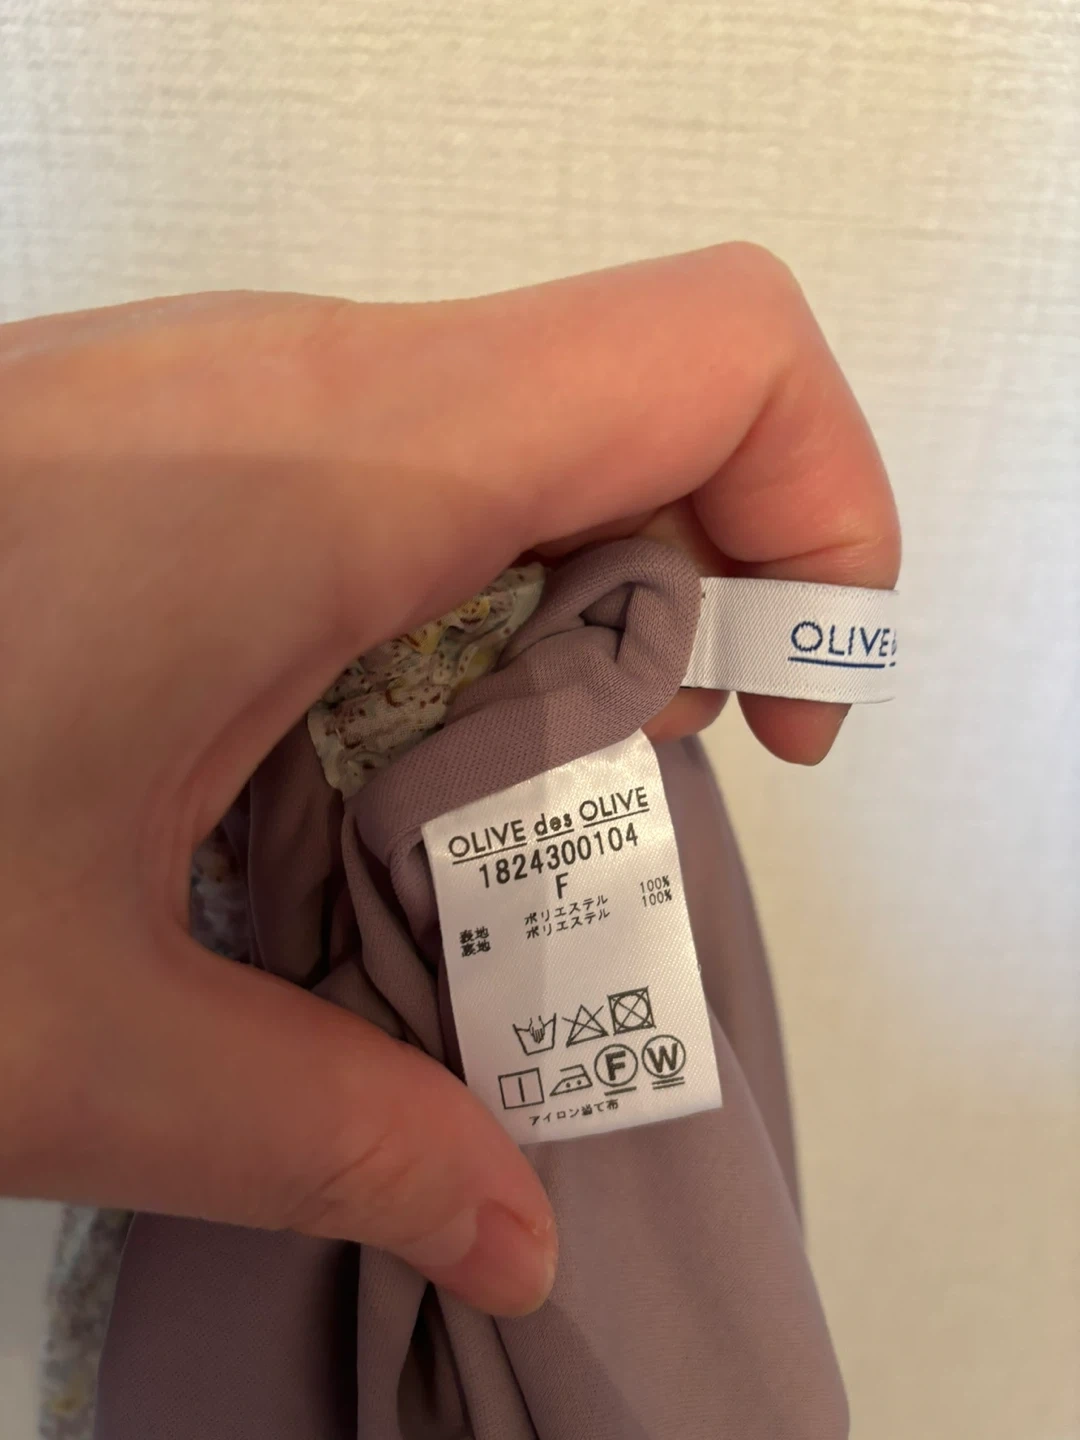 OLIVE
OLIVE des OLIVE
1824300104
F
表地 ポリエステル 100%
裏地 ポリエステル 100%
F W
アイロン当て布